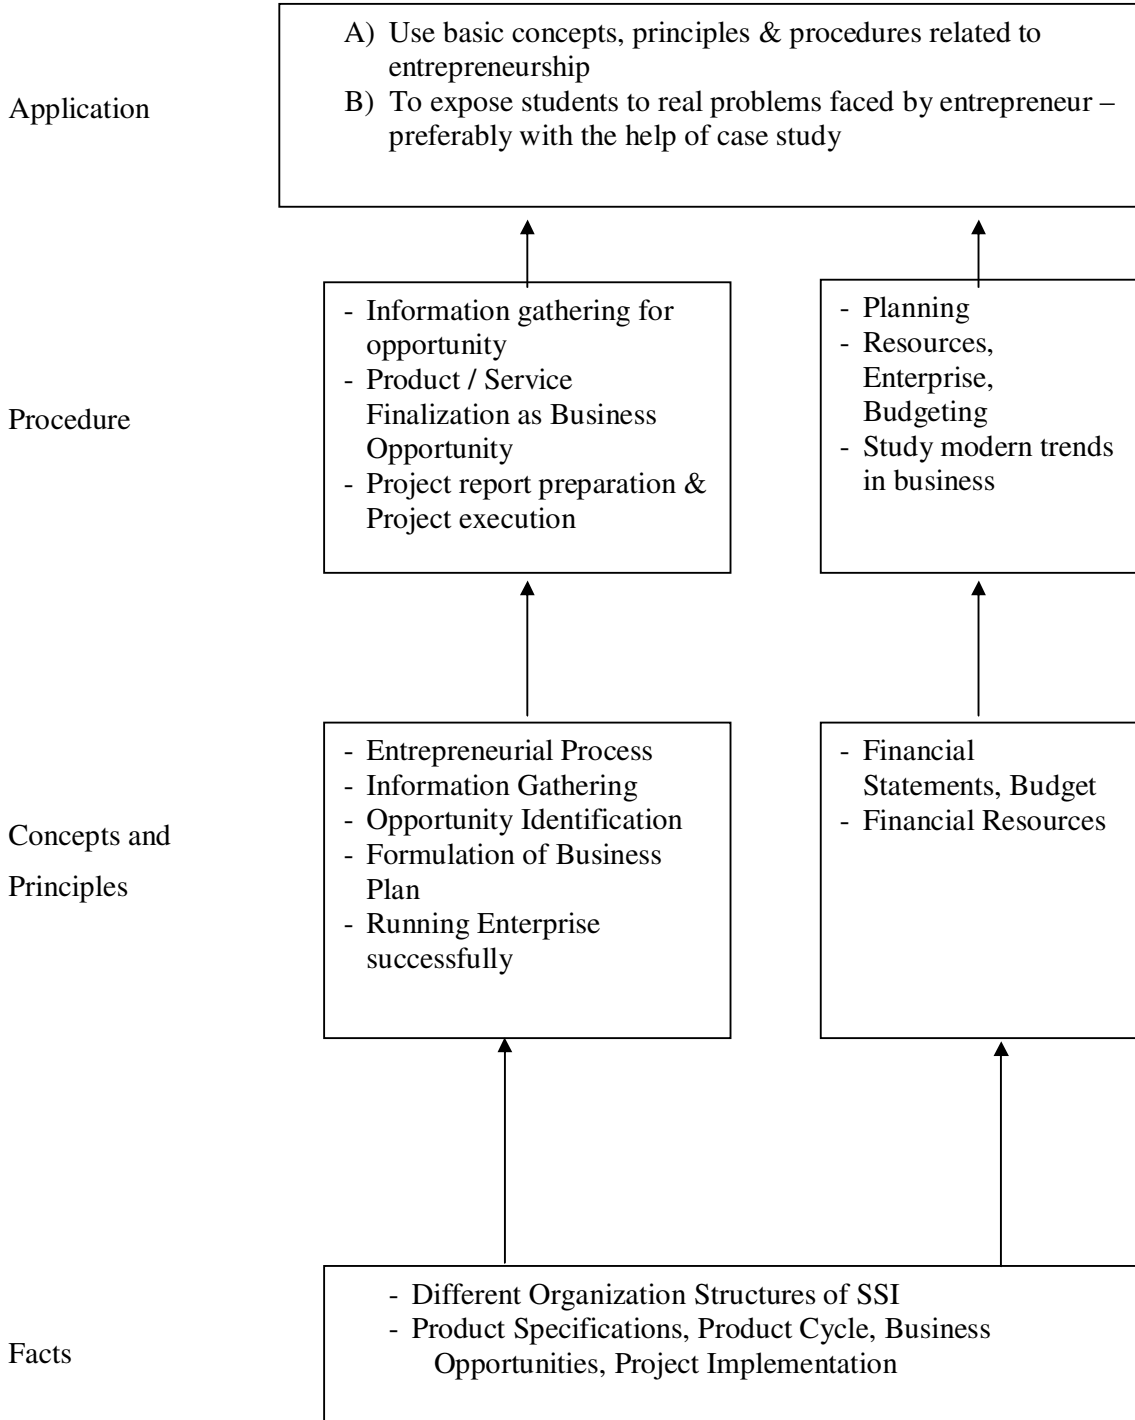 Application
A) Use basic concepts, principles & procedures related to
entrepreneurship
B) To expose students to real problems faced by entrepreneur –
preferably with the help of case study
Procedure
- Information gathering for
opportunity
- Product / Service
Finalization as Business
Opportunity
- Project report preparation &
Project execution
- Planning
- Resources,
Enterprise,
Budgeting
- Study modern trends
in business
Concepts and
Principles
- Entrepreneurial Process
- Information Gathering
- Opportunity Identification
- Formulation of Business
Plan
- Running Enterprise
successfully
- Financial
Statements, Budget
- Financial Resources
Facts
- Different Organization Structures of SSI
- Product Specifications, Product Cycle, Business
Opportunities, Project Implementation